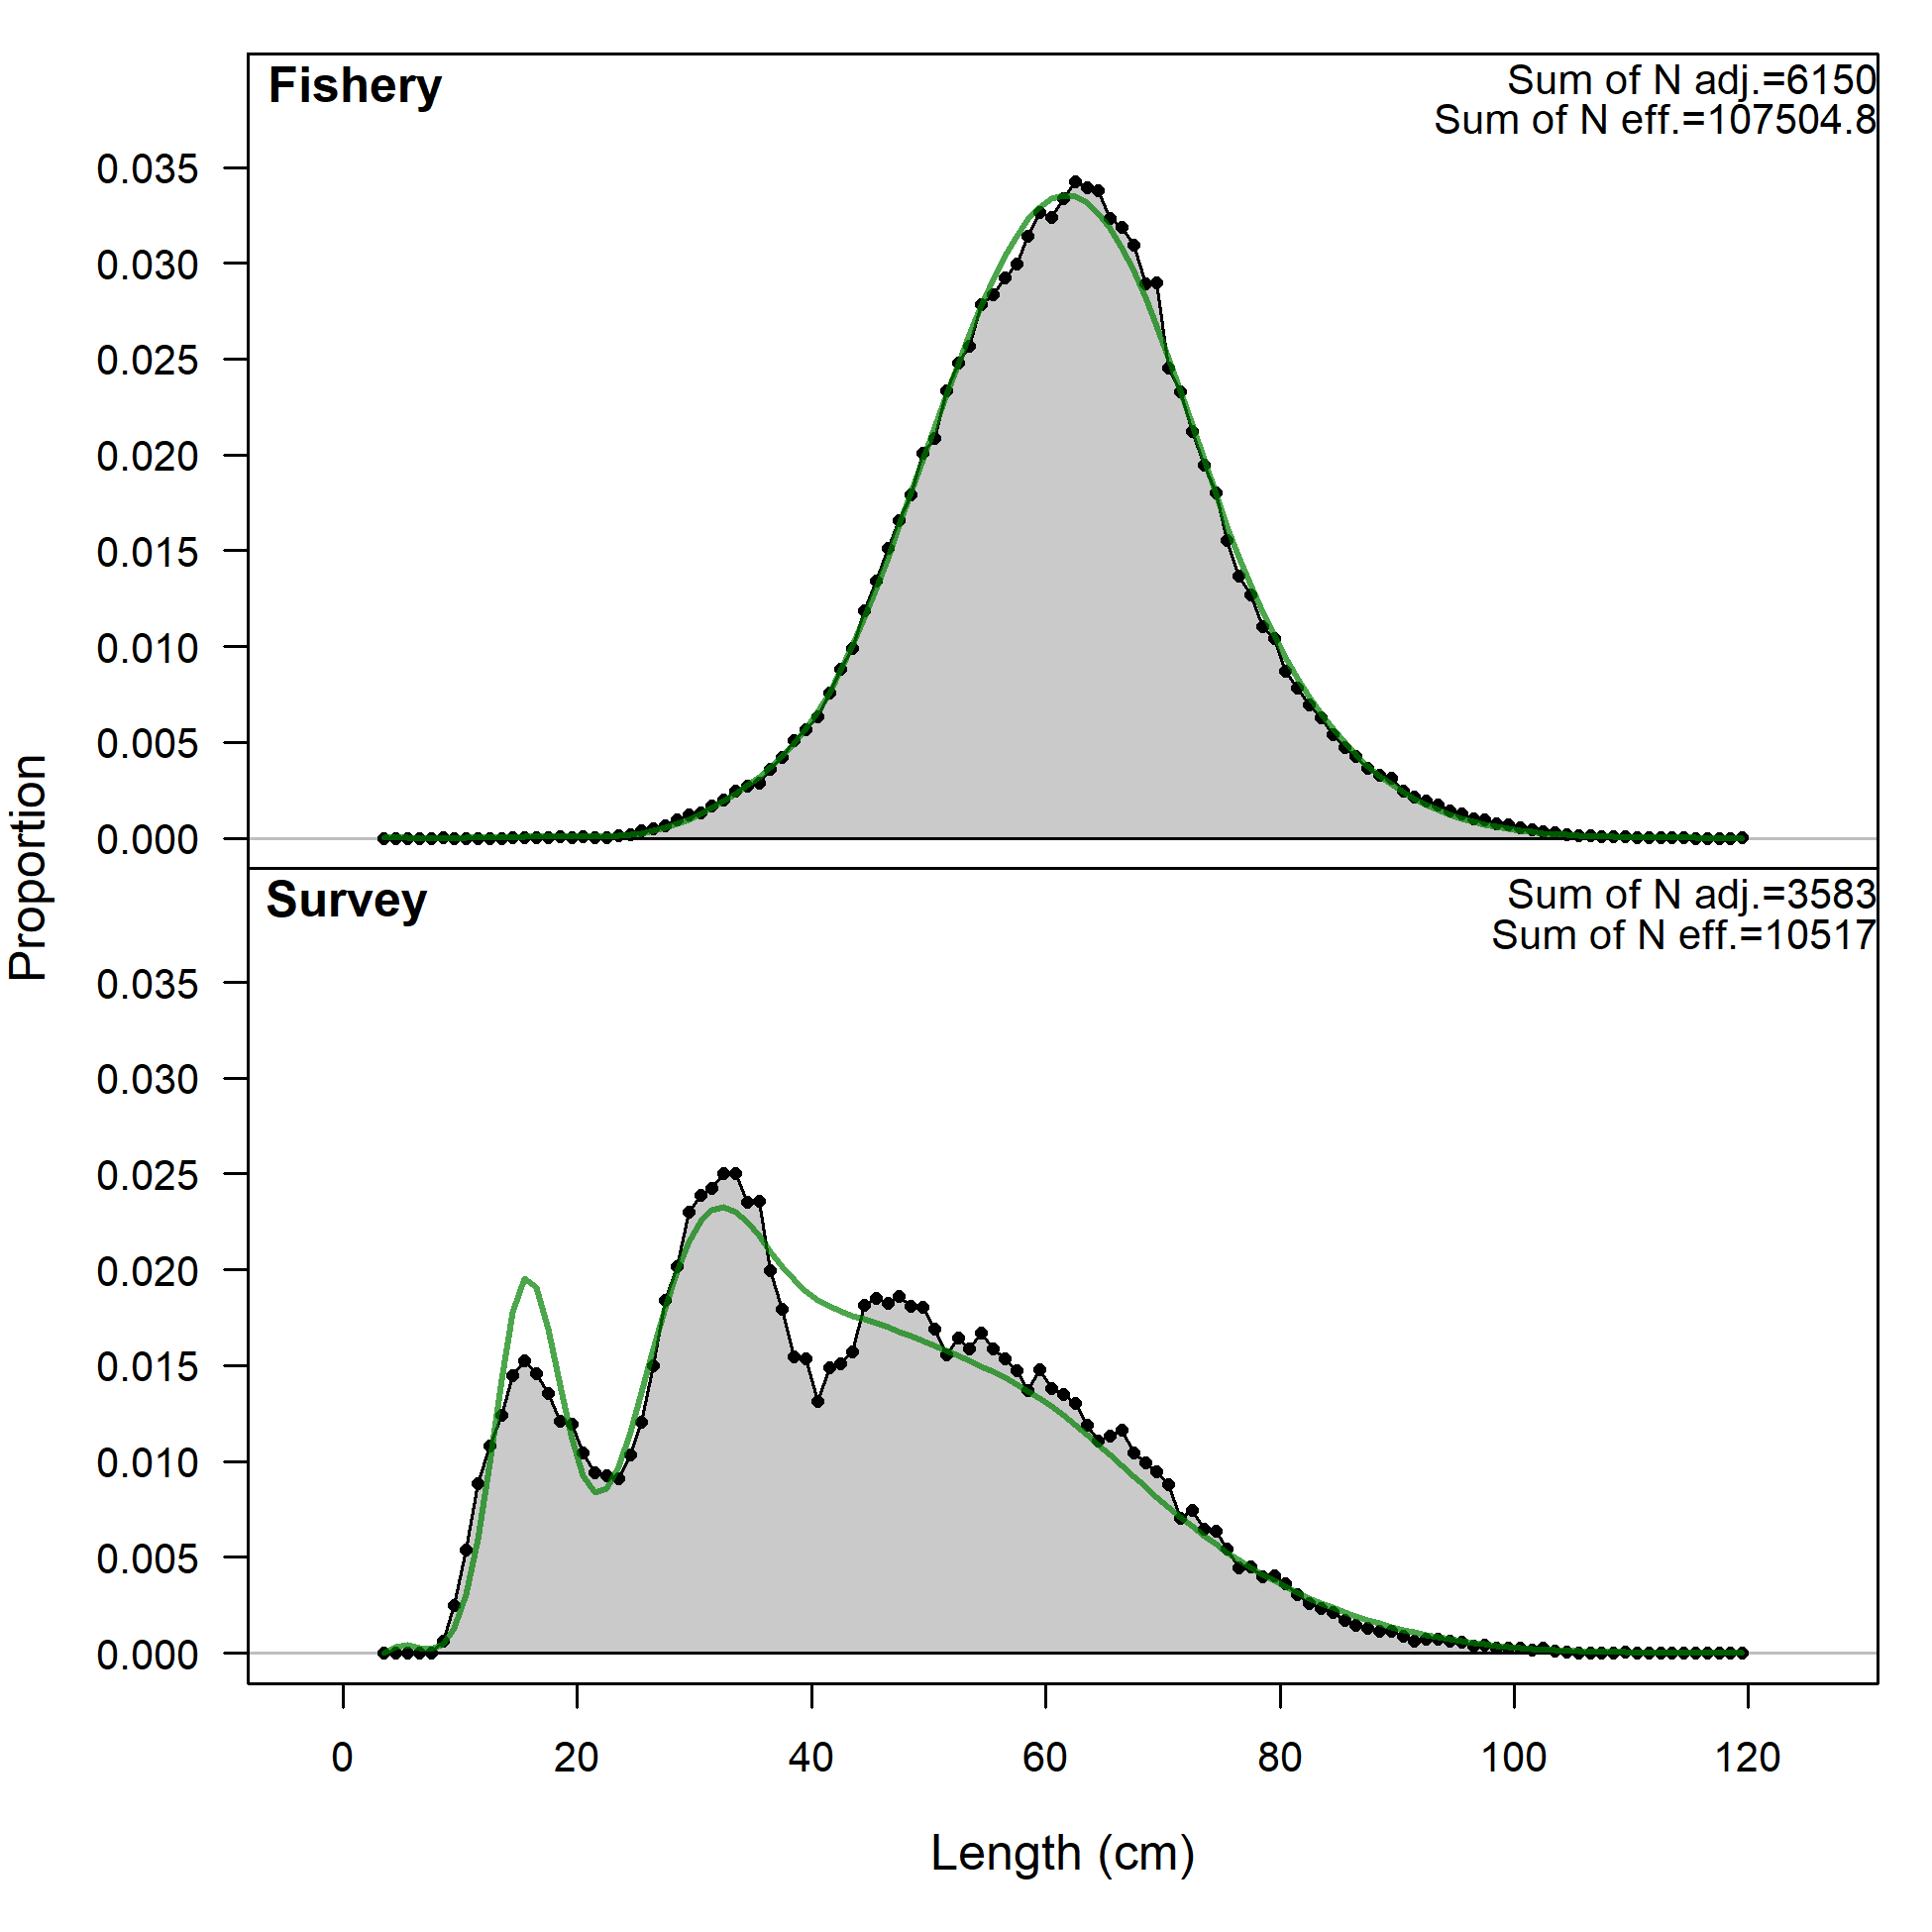 Fishery
Sum of N adj.=6150
Sum of N eff.=107504.8
0.035
0.030
0.025
0.020
0.015
0.010
0.005
0.000
Proportion
Survey
Sum of N adj.=3583
Sum of N eff.=10517
0.035
0.030
0.025
0.020
0.015
0.010
0.005
0.000
0 20 40 60 80 100 120
Length (cm)